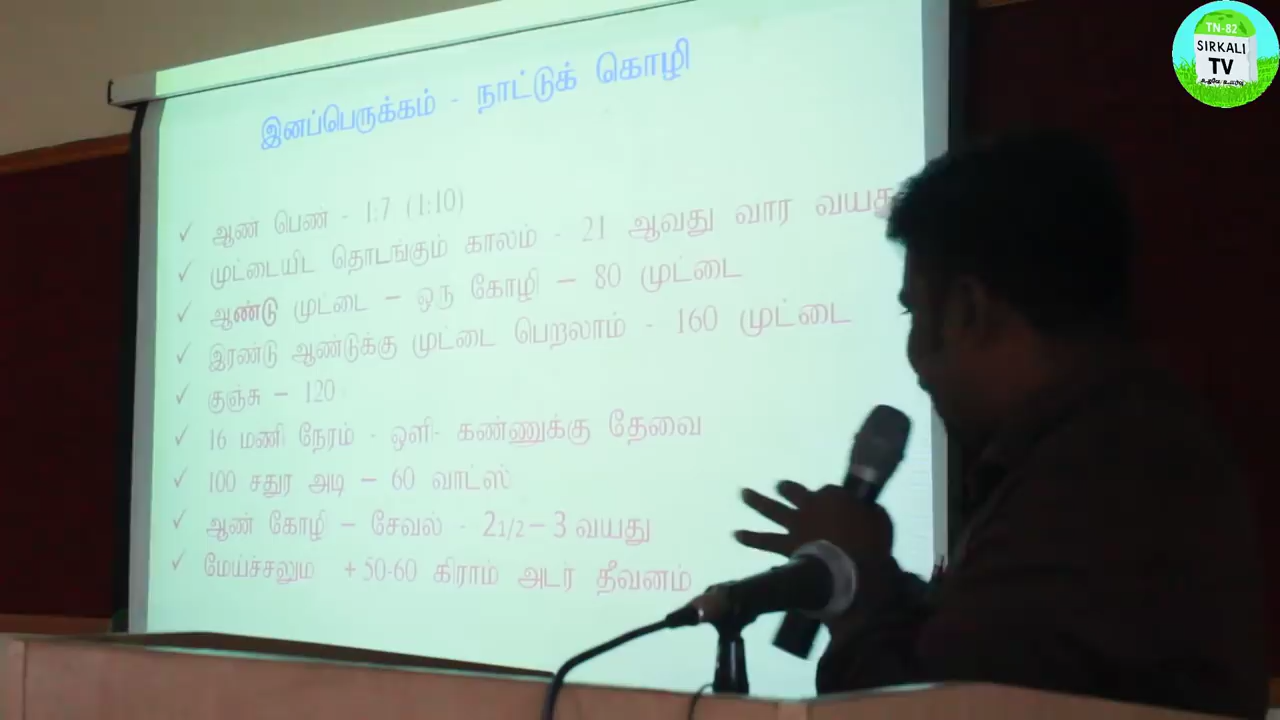 இனப்பெருக்கம் - நாட்டுக் கோழி
✓ ஆண் பெண் - 1:7 (1:10)
✓ முட்டையிட தொடங்கும் காலம் - 21 ஆவது வார வயது
✓ ஆண்டு முட்டை – ஒரு கோழி – 80 முட்டை
✓ இரண்டு ஆண்டுக்கு முட்டை பெறலாம் - 160 முட்டை
✓ குஞ்சு – 120
✓ 16 மணி நேரம் - ஒளி- கண்ணுக்கு தேவை
✓ 100 சதுர அடி – 60 வாட்ஸ்
✓ ஆண் கோழி – சேவல் - 21/2 – 3 வயது
✓ மேய்ச்சலும + 50-60 கிராம் அடர் தீவனம்
TN-82
SIRKALI
TV